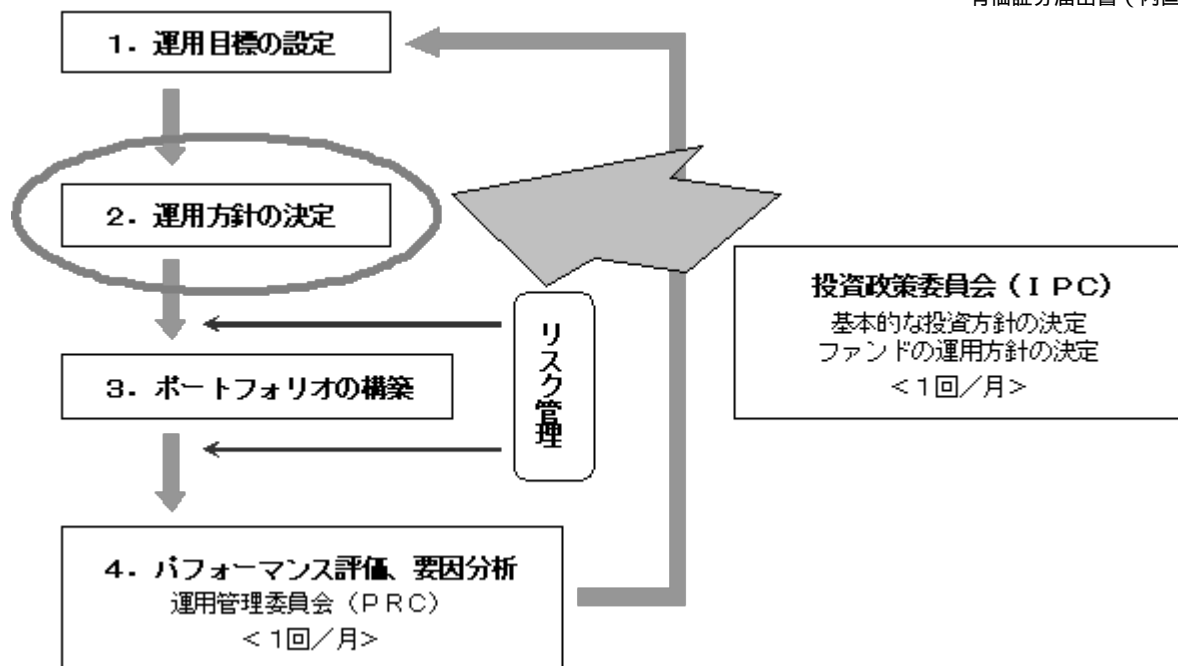 1．運用目標の設定
2．運用方針の決定
リスク管理
投資政策委員会（ＩＰＣ）
基本的な投資方針の決定
ファンドの運用方針の決定
＜１回／月＞
3．ポートフォリオの構築
4．パフォーマンス評価、要因分析
運用管理委員会（ＰＲＣ）
＜１回／月＞